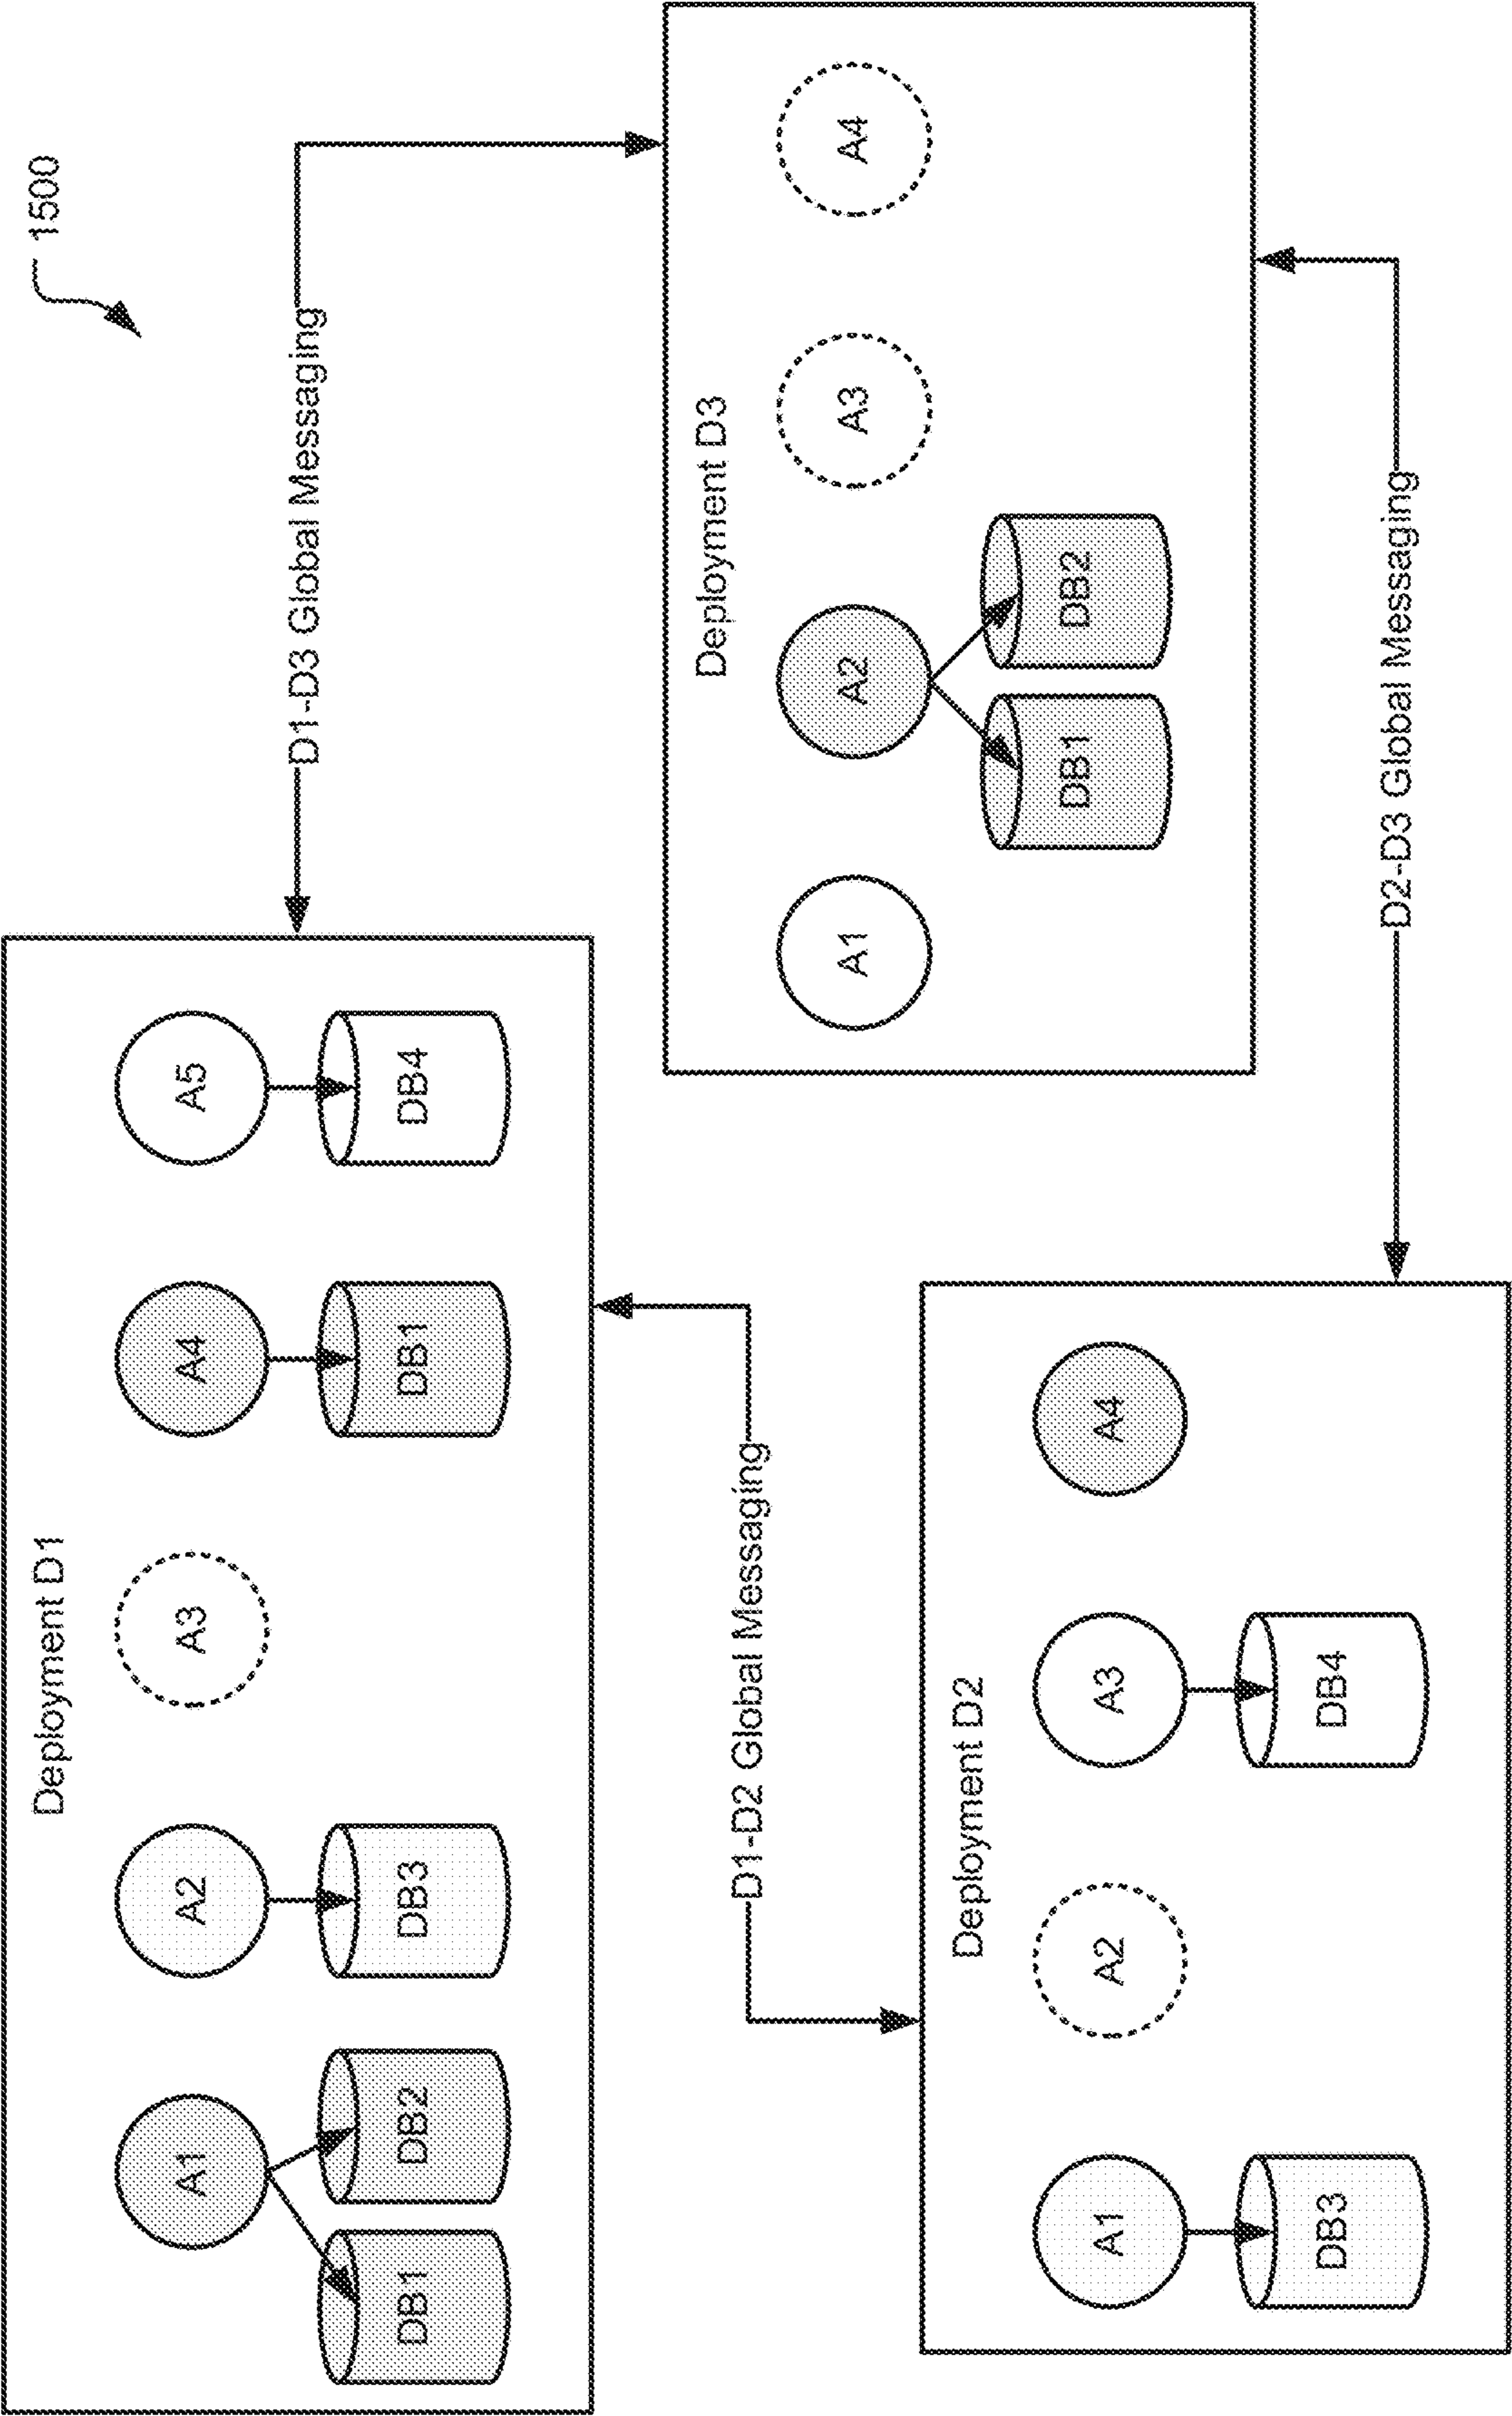 1500
Deployment D1
A1
A2
A3
A4
A5
DB1
DB2
DB3
DB1
DB4
D1-D3 Global Messaging
D1-D2 Global Messaging
Deployment D2
A1
A2
A3
A4
DB3
DB4
Deployment D3
A1
A2
A3
A4
DB1
DB2
D2-D3 Global Messaging